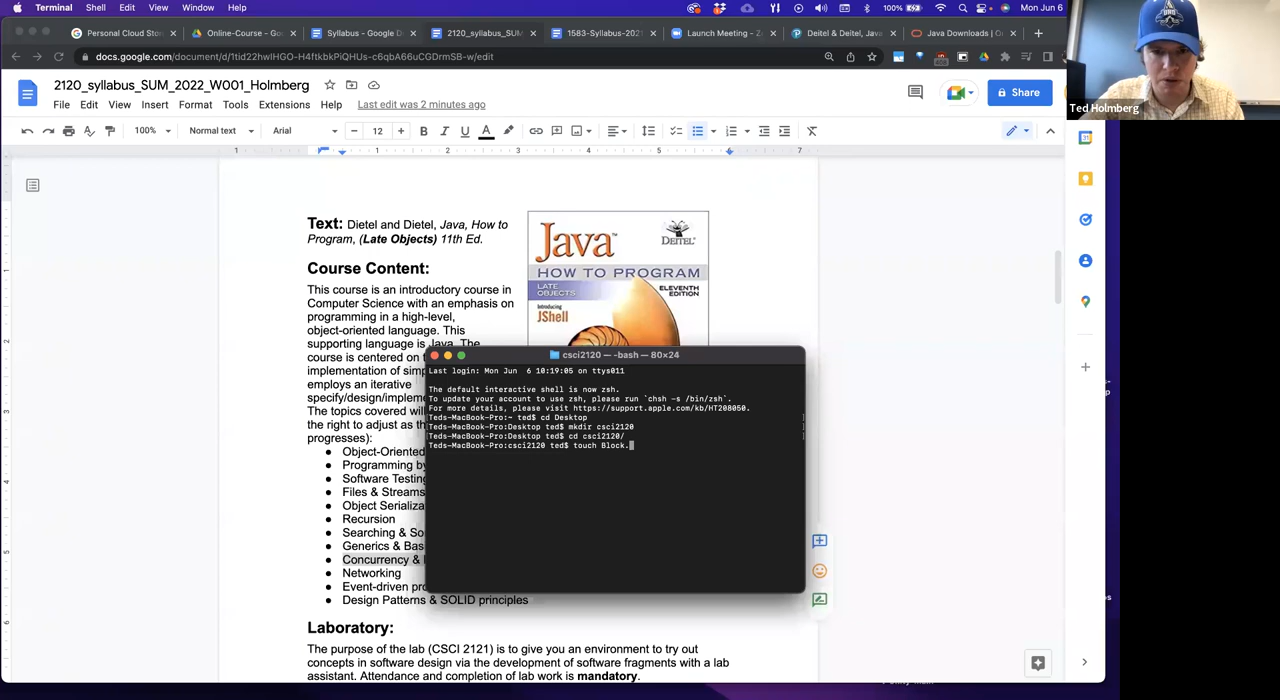 Terminal Shell Edit View Window Help 100% Mon Jun 6
Personal Cloud Stor Online-Course - Goo Syllabus - Google D 2120_syllabus_SUM 1583-Syllabus-2021 Launch Meeting - Z Deitel & Deitel, Java Java Downloads | O
docs.google.com/document/d/1tid22hwIHGO-H4ftkbkPiQHUs-c6qbA66uCGDrmSB-w/edit
2120_syllabus_SUM_2022_W001_Holmberg
File Edit View Insert Format Tools Extensions Help Last edit was 2 minutes ago
Share
Ted Holmberg
100% Normal text Arial 12
1 1 2 3 4 5 7
Text: Dietel and Dietel, Java, How to
Program, (Late Objects) 11th Ed.
Java™
DEITEL
HOW TO PROGRAM
LATE
OBJECTS
ELEVENTH
EDITION
Introducing
JShell
Course Content:
This course is an introductory course in
Computer Science with an emphasis on
programming in a high-level,
object-oriented language. This
supporting language is Java. The
course is centered on t
implementation of simp
employs an iterative
specify/design/impleme
The topics covered will
the right to adjust as th
progresses):
Object-Oriented
Programming by
Software Testing
Files & Streams
Object Serializa
Recursion
Searching & So
Generics & Bas
Concurrency &
Networking
Event-driven pro
Design Patterns & SOLID principles
csci2120 — -bash — 80×24
Last login: Mon Jun  6 10:19:05 on ttys011
The default interactive shell is now zsh.
To update your account to use zsh, please run `chsh -s /bin/zsh`.
For more details, please visit https://support.apple.com/kb/HT208050.
Teds-MacBook-Pro:~ ted$ cd Desktop
Teds-MacBook-Pro:Desktop ted$ mkdir csci2120
Teds-MacBook-Pro:Desktop ted$ cd csci2120/
Teds-MacBook-Pro:csci2120 ted$ touch Block.
Laboratory:
The purpose of the lab (CSCI 2121) is to give you an environment to try out
concepts in software design via the development of software fragments with a lab
assistant. Attendance and completion of lab work is mandatory.